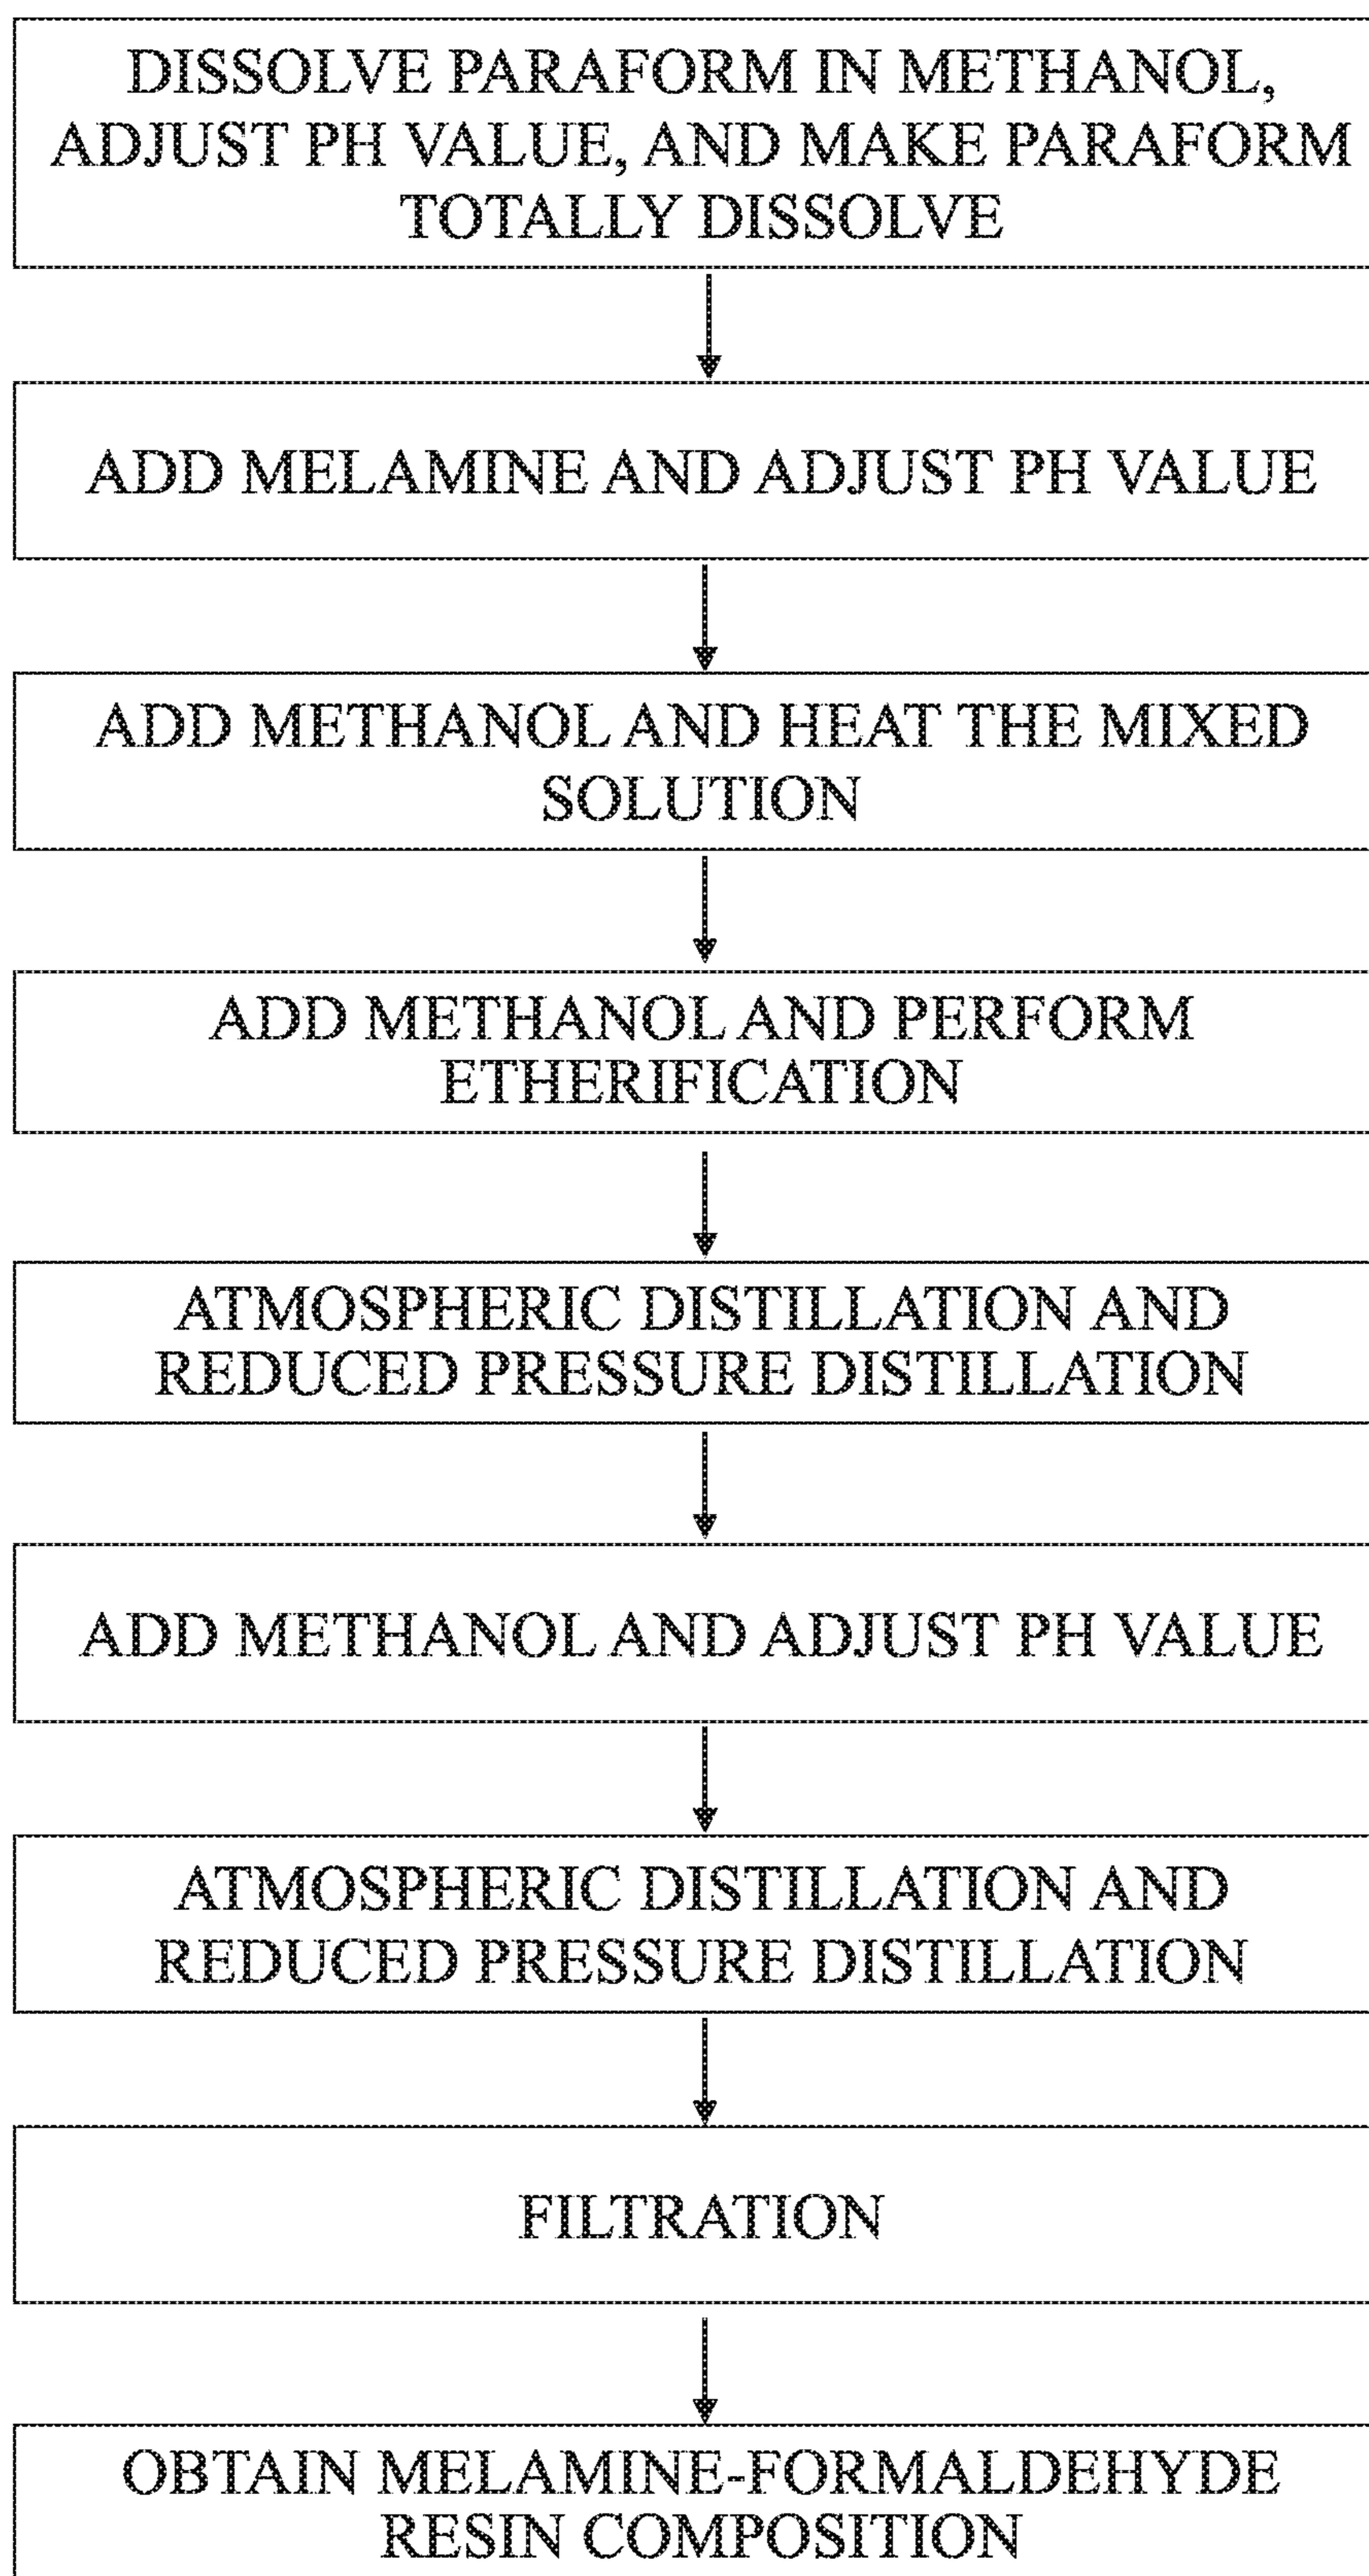 DISSOLVE PARAFORM IN METHANOL,
ADJUST PH VALUE, AND MAKE PARAFORM
TOTALLY DISSOLVE
ADD MELAMINE AND ADJUST PH VALUE
ADD METHANOL AND HEAT THE MIXED
SOLUTION
ADD METHANOL AND PERFORM
ETHERIFICATION
ATMOSPHERIC DISTILLATION AND
REDUCED PRESSURE DISTILLATION
ADD METHANOL AND ADJUST PH VALUE
ATMOSPHERIC DISTILLATION AND
REDUCED PRESSURE DISTILLATION
FILTRATION
OBTAIN MELAMINE-FORMALDEHYDE
RESIN COMPOSITION